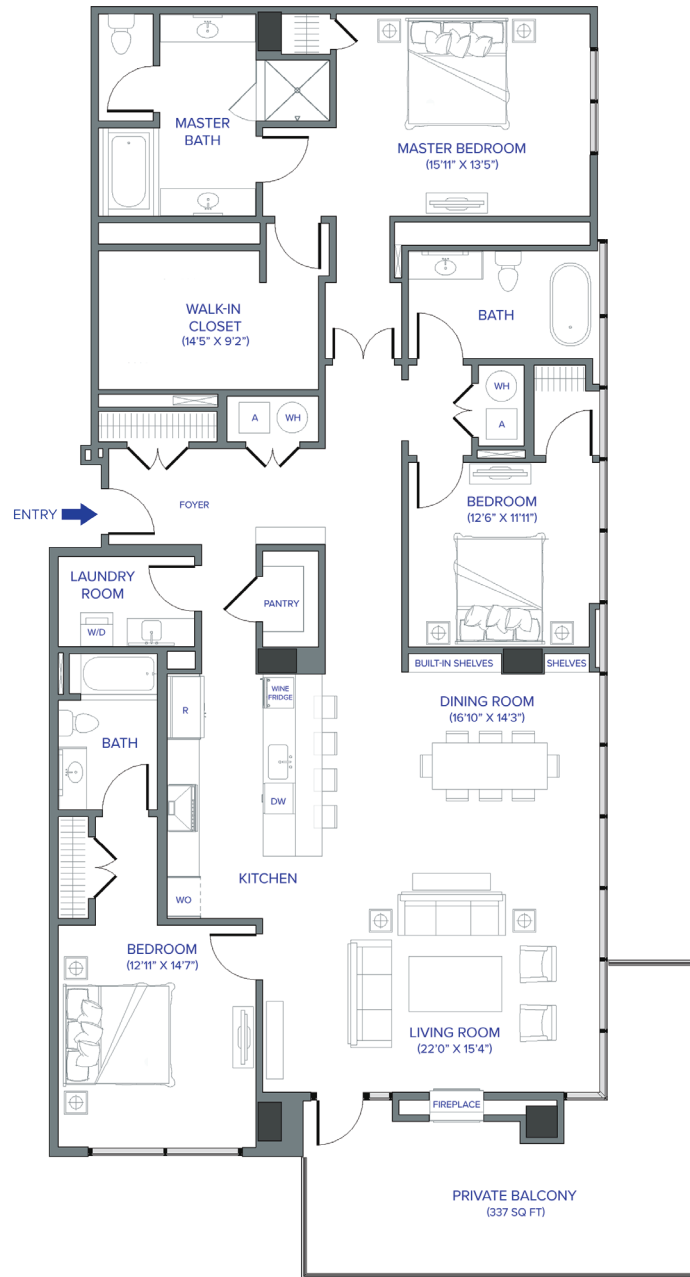 MASTER
BATH
MASTER BEDROOM
(15'11" X 13'5")
WALK-IN
CLOSET
(14'5" X 9'2")
BATH
WH
A
A
WH
ENTRY
FOYER
BEDROOM
(12'6" X 11'11")
LAUNDRY
ROOM
W/D
PANTRY
BUILT-IN SHELVES
SHELVES
WINE
FRIDGE
R
DINING ROOM
(16'10" X 14'3")
BATH
DW
KITCHEN
WO
BEDROOM
(12'11" X 14'7")
LIVING ROOM
(22'0" X 15'4")
FIREPLACE
PRIVATE BALCONY
(337 SQ FT)